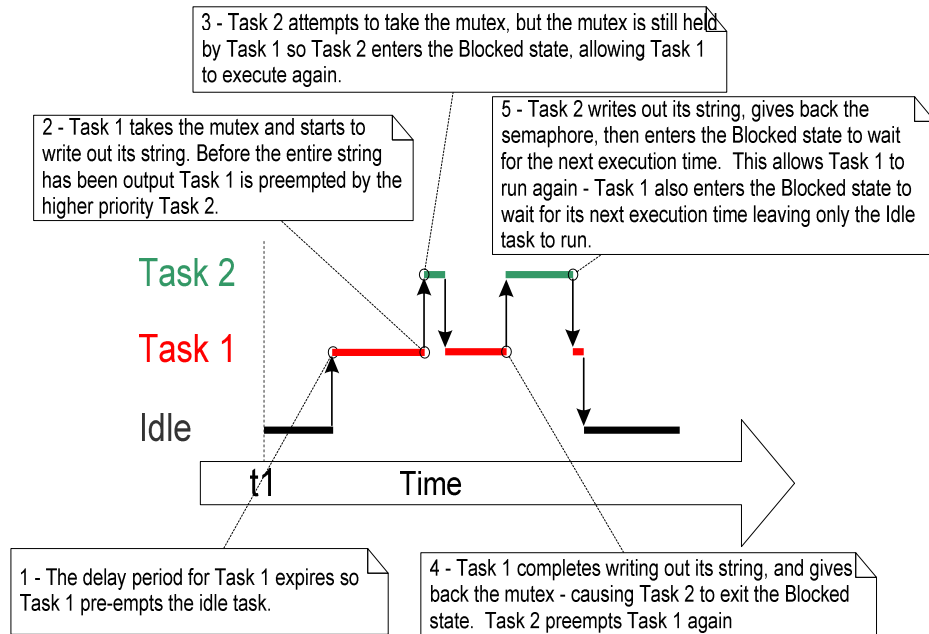 3 - Task 2 attempts to take the mutex, but the mutex is still held
by Task 1 so Task 2 enters the Blocked state, allowing Task 1
to execute again.
2 - Task 1 takes the mutex and starts to
write out its string. Before the entire string
has been output Task 1 is preempted by the
higher priority Task 2.
5 - Task 2 writes out its string, gives back the
semaphore, then enters the Blocked state to wait
for the next execution time.  This allows Task 1 to
run again - Task 1 also enters the Blocked state to
wait for its next execution time leaving only the Idle
task to run.
Task 2
Task 1
Idle
t1
Time
1 - The delay period for Task 1 expires so
Task 1 pre-empts the idle task.
4 - Task 1 completes writing out its string, and gives
back the mutex - causing Task 2 to exit the Blocked
state.  Task 2 preempts Task 1 again